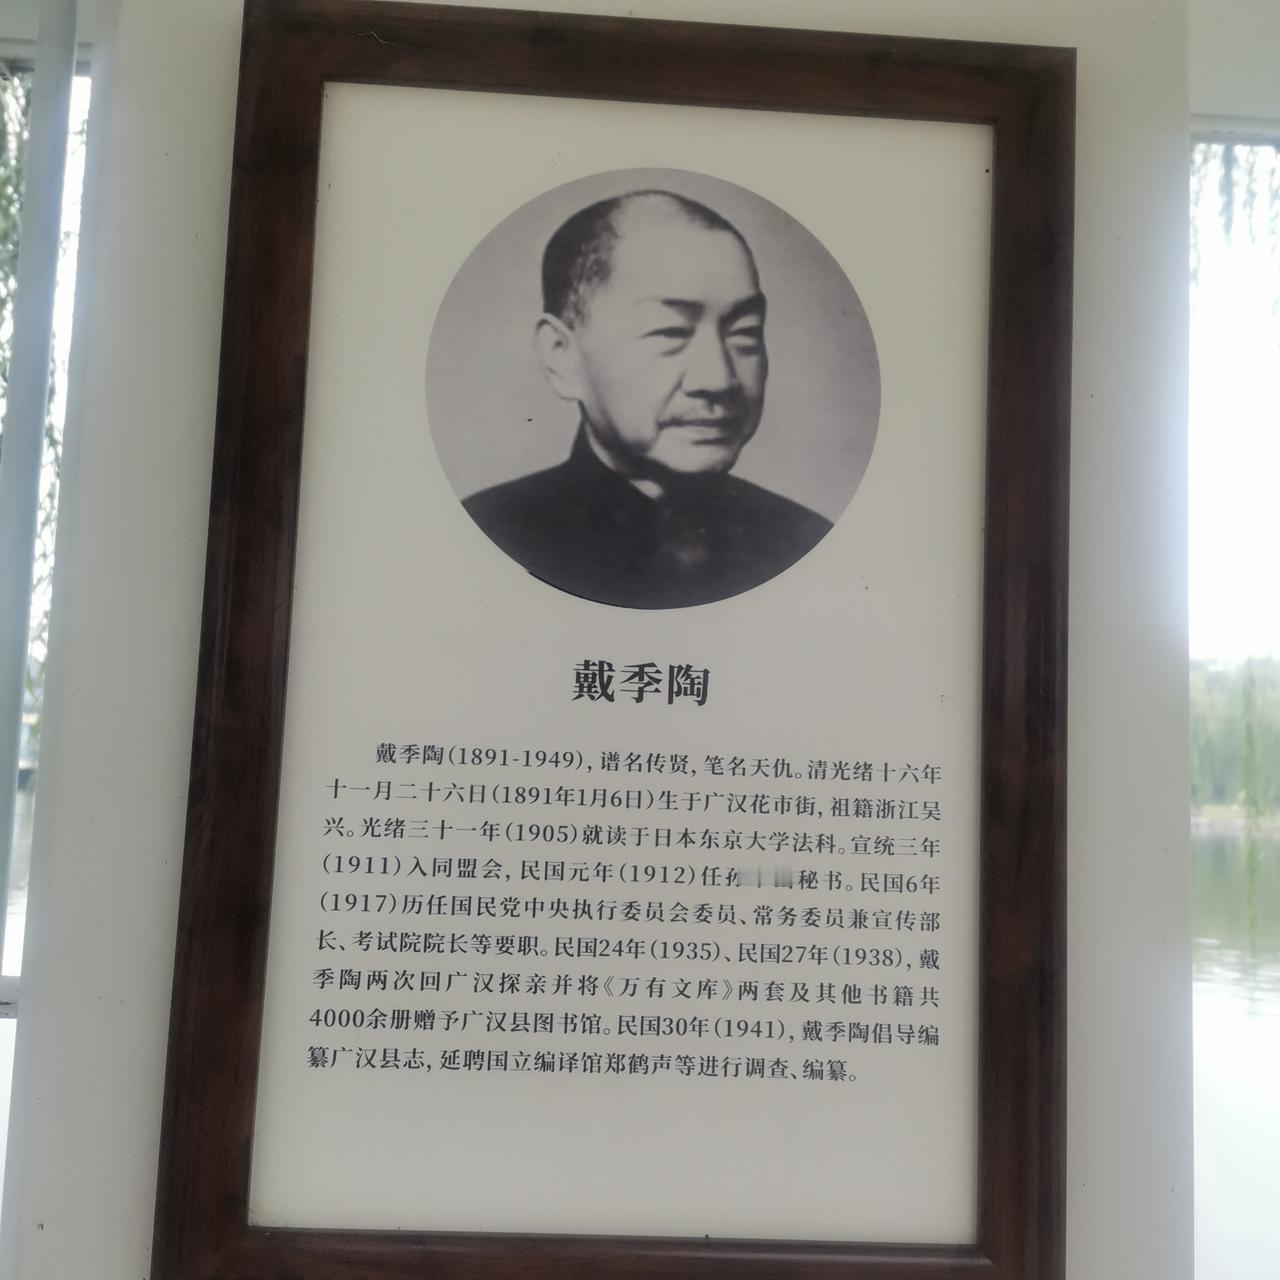 戴季陶
戴季陶(1891-1949),谱名传贤,笔名天仇。清光绪十六年
十一月二十六日(1891年1月6日)生于广汉花市街,祖籍浙江吴
兴。光绪三十一年(1905)就读于日本东京大学法科。宣统三年
(1911)入同盟会,民国元年(1912)任孙秘书。民国6年
(1917)历任国民党中央执行委员会委员、常务委员兼宣传部
长、考试院院长等要职。民国24年(1935)、民国27年(1938),戴
季陶两次回广汉探亲并将《万有文库》两套及其他书籍共
4000余册赠予广汉县图书馆。民国30年(1941),戴季陶倡导编
纂广汉县志,延聘国立编译馆郑鹤声等进行调查、编纂。